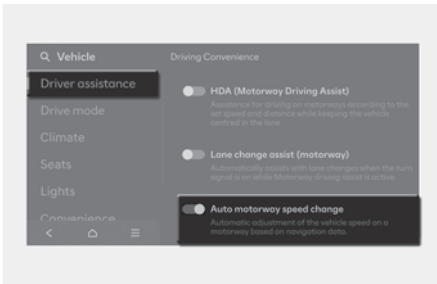 Vehicle
Driving Convenience
Driver assistance
HDA (Motorway Driving Assist)
Assistance for driving on motorways according to the
set speed and distance while keeping the vehicle
centred in the lane
Drive mode
Climate
Lane change assist (motorway)
Automatically assists with lane changes when the turn
signal is on while Motorway driving assist is active.
Seats
Lights
Auto motorway speed change
Automatic adjustment of the vehicle speed on a
motorway based on navigation data.
Convenience